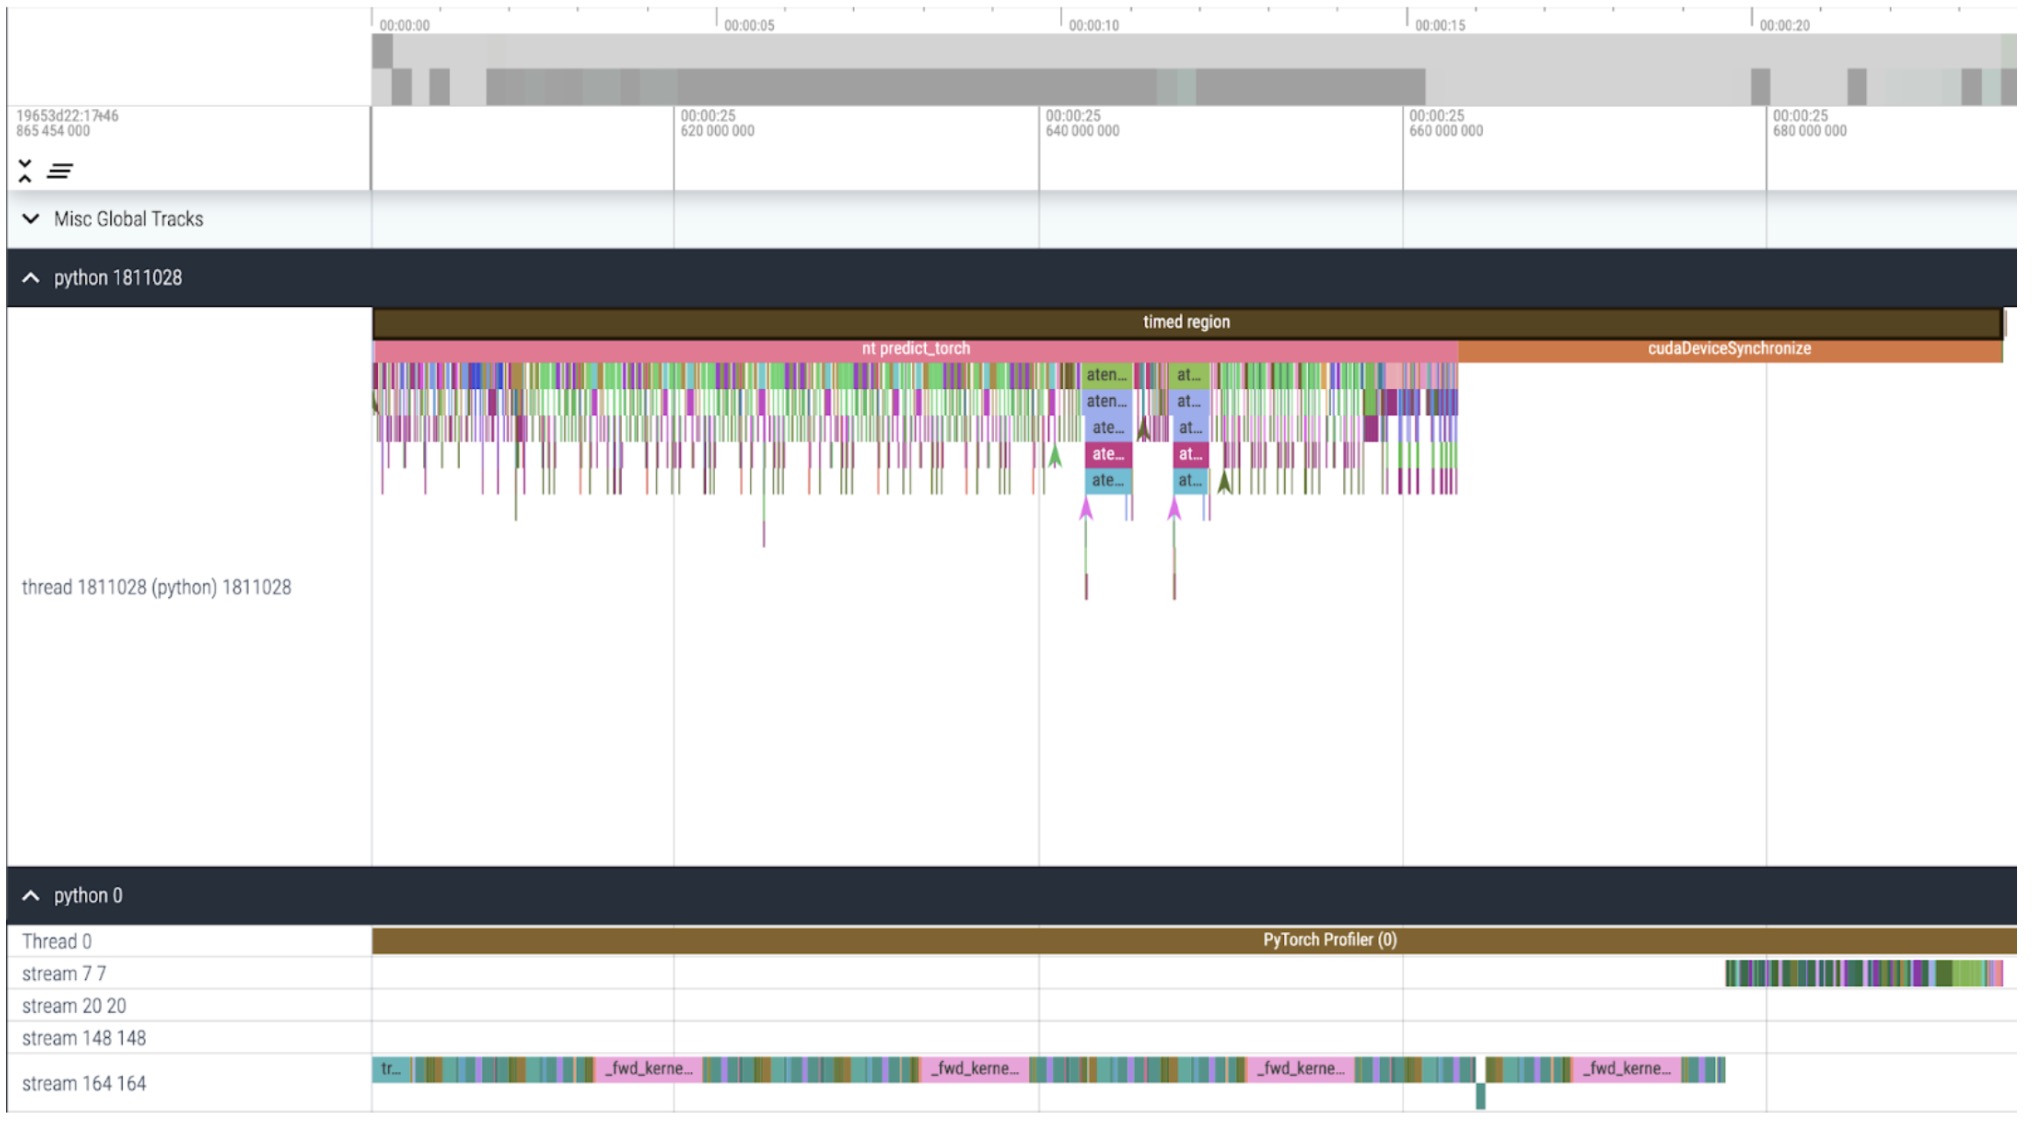 00:00:00 00:00:05 00:00:10 00:00:15 00:00:20
19653d22:17:46 00:00:25 00:00:25 00:00:25 00:00:25
865 454 000 620 000 000 640 000 000 660 000 000 680 000 000
Misc Global Tracks
python 1811028
timed region
nt predict_torch cudaDeviceSynchronize
aten... at...
aten... at...
ate... at...
ate... at...
ate... at...
thread 1811028 (python) 1811028
python 0
Thread 0 PyTorch Profiler (0)
stream 7 7
stream 20 20
stream 148 148
stream 164 164 tr... _fwd_kerne... _fwd_kerne... _fwd_kerne... _fwd_kerne...